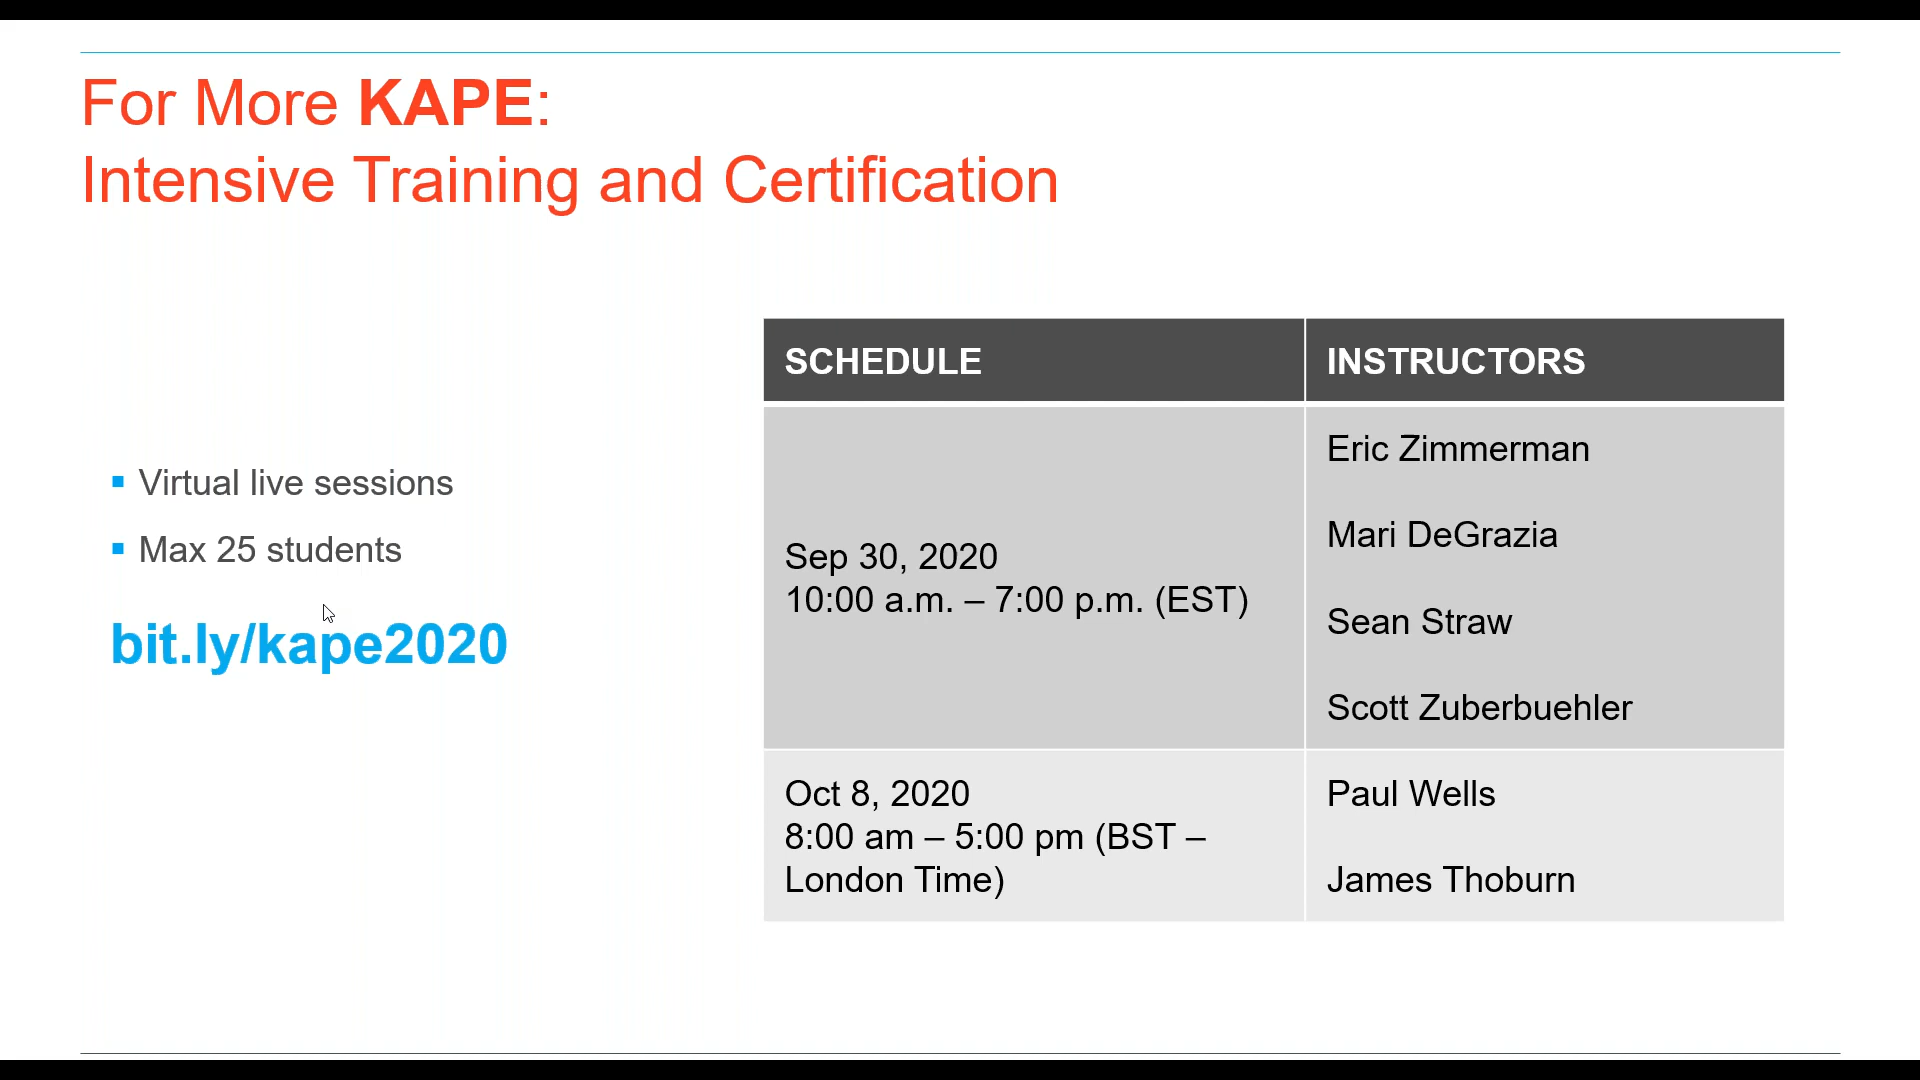 For More KAPE:
Intensive Training and Certification
Virtual live sessions
Max 25 students
bit.ly/kape2020
SCHEDULE
INSTRUCTORS
Sep 30, 2020
10:00 a.m. – 7:00 p.m. (EST)
Eric Zimmerman
Mari DeGrazia
Sean Straw
Scott Zuberbuehler
Oct 8, 2020
8:00 am – 5:00 pm (BST –
London Time)
Paul Wells
James Thoburn